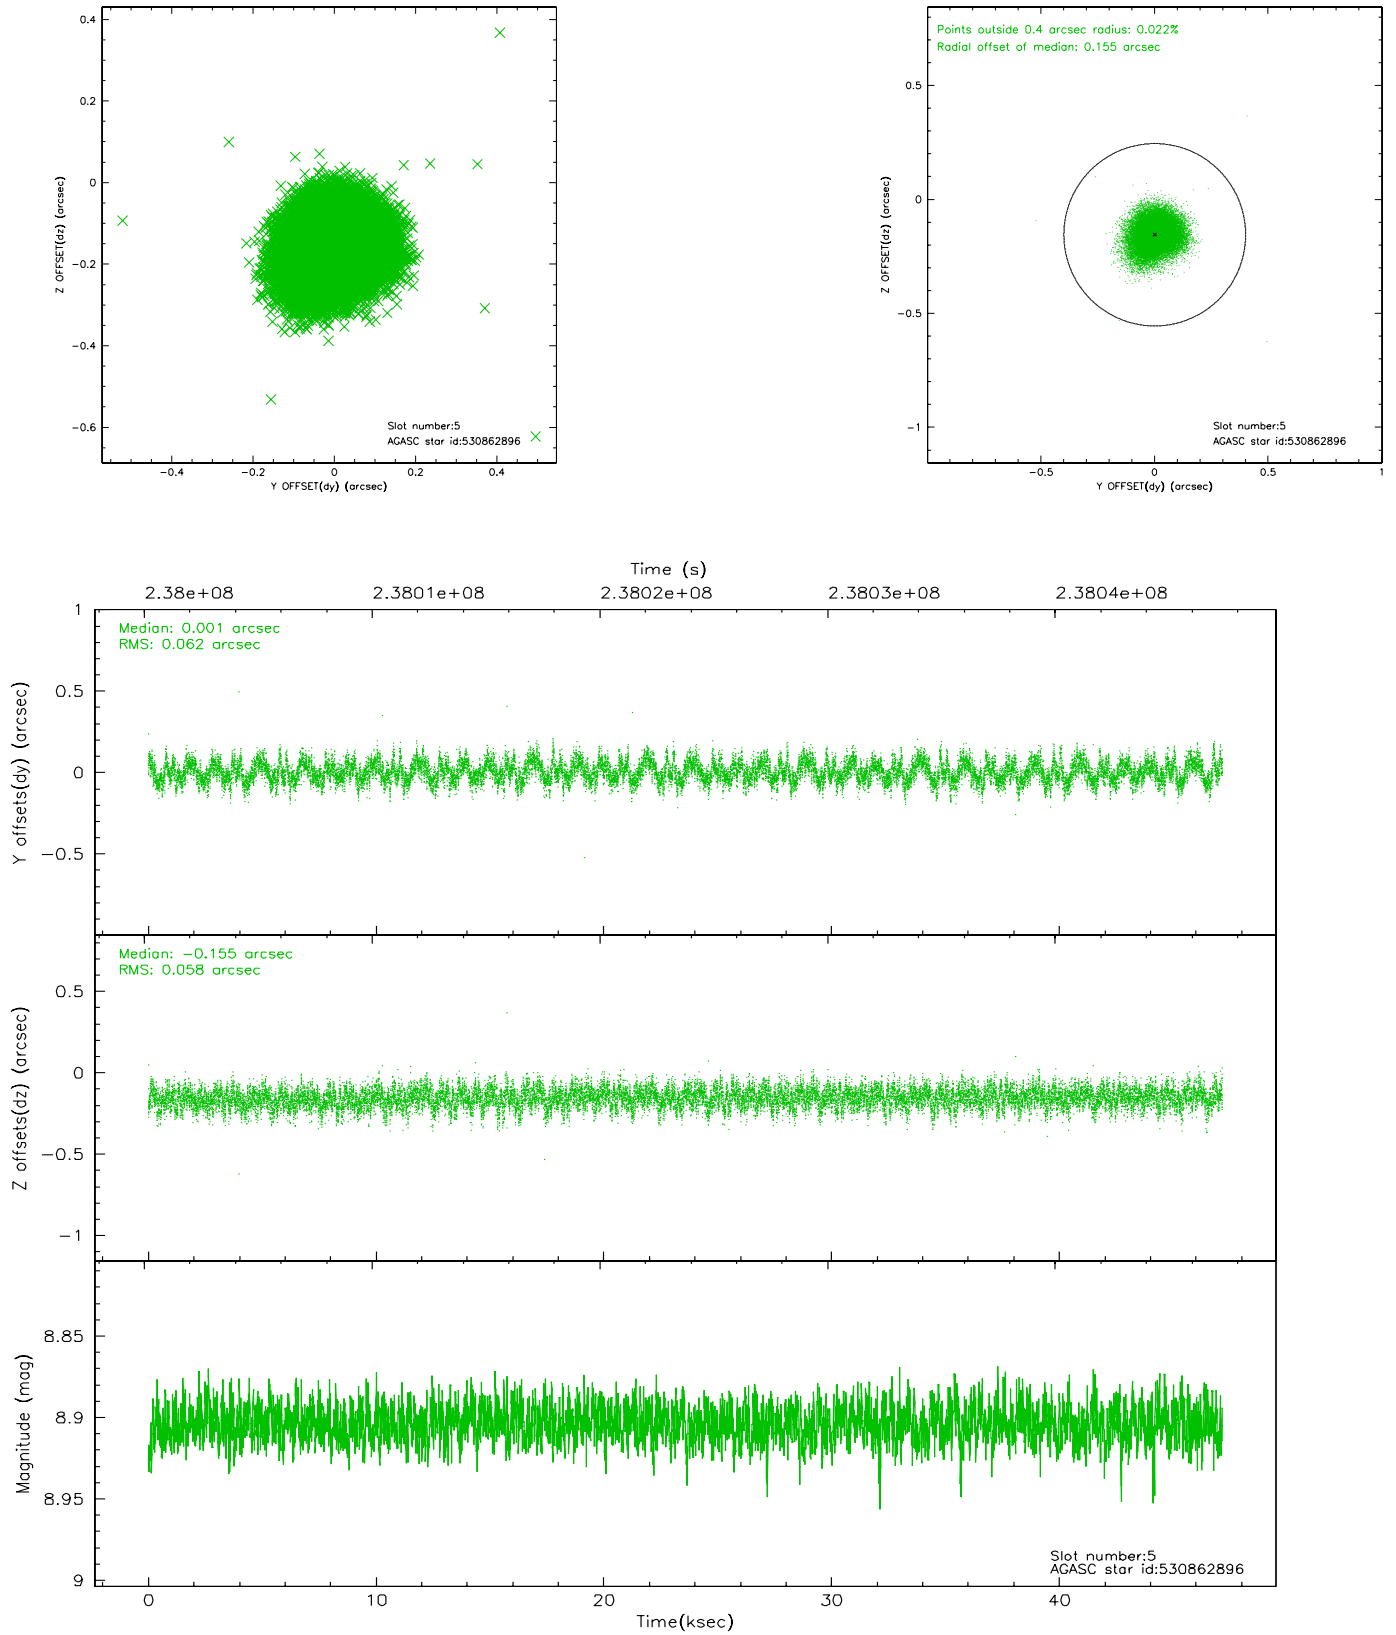 0.4
0.2
0
-0.2
-0.4
-0.6
Z OFFSET(dz) (arcsec)
Slot number:5
AGASC star id:530862896
-0.4 -0.2 0 0.2 0.4
Y OFFSET(dy) (arcsec)
Points outside 0.4 arcsec radius: 0.022%
Radial offset of median: 0.155 arcsec
0.5
0
-0.5
-1
Z OFFSET(dz) (arcsec)
Slot number:5
AGASC star id:530862896
-0.5 0 0.5 1
Y OFFSET(dy) (arcsec)
Time (s)
2.38e+08 2.3801e+08 2.3802e+08 2.3803e+08 2.3804e+08
Median: 0.001 arcsec
RMS: 0.062 arcsec
1
0.5
0
-0.5
Y offsets(dy) (arcsec)
Median: -0.155 arcsec
RMS: 0.058 arcsec
0.5
0
-0.5
-1
Z offsets(dz) (arcsec)
8.85
8.9
8.95
9
Magnitude (mag)
Slot number:5
AGASC star id:530862896
0 10 20 30 40
Time(ksec)